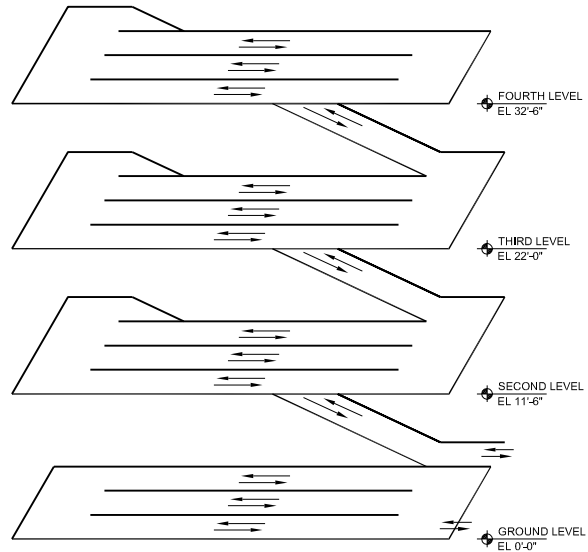 FOURTH LEVEL
EL 32'-6"
THIRD LEVEL
EL 22'-0"
SECOND LEVEL
EL 11'-6"
GROUND LEVEL
EL 0'-0"